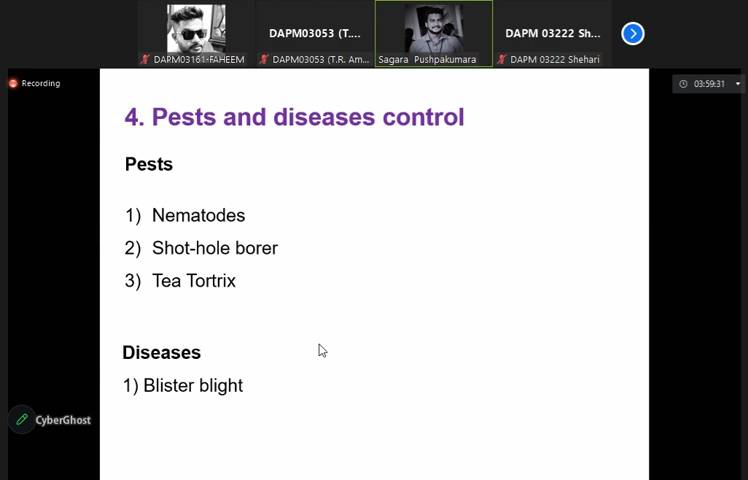 DAPM03053 (T....
DAPM 03222 Sh...
DAPM03161-FAHEEM
DAPM03053 (T.R. Am...
Sagara Pushpakumara
DAPM 03222 Shehari
Recording
03:59:31
4. Pests and diseases control
Pests
1) Nematodes
2) Shot-hole borer
3) Tea Tortrix
Diseases
1) Blister blight
CyberGhost